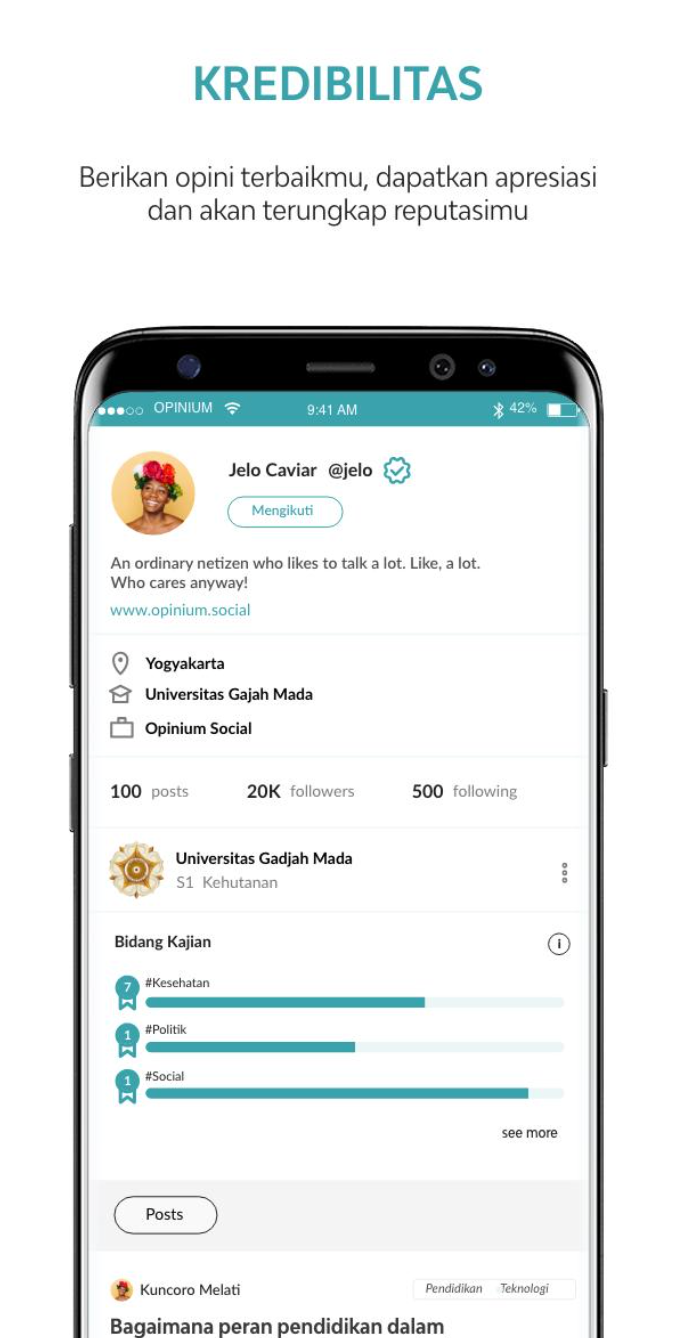 KREDIBILITAS
Berikan opini terbaikmu, dapatkan apresiasi
dan akan terungkap reputasimu
OPINIUM 9:41 AM 42%
Jelo Caviar @jelo
Mengikuti
An ordinary netizen who likes to talk a lot. Like, a lot.
Who cares anyway!
www.opinium.social
Yogyakarta
Universitas Gajah Mada
Opinium Social
100 posts 20K followers 500 following
Universitas Gadjah Mada
S1 Kehutanan
Bidang Kajian i
7 #Kesehatan
1 #Politik
1 #Social
see more
Posts
Kuncoro Melati Pendidikan Teknologi
Bagaimana peran pendidikan dalam